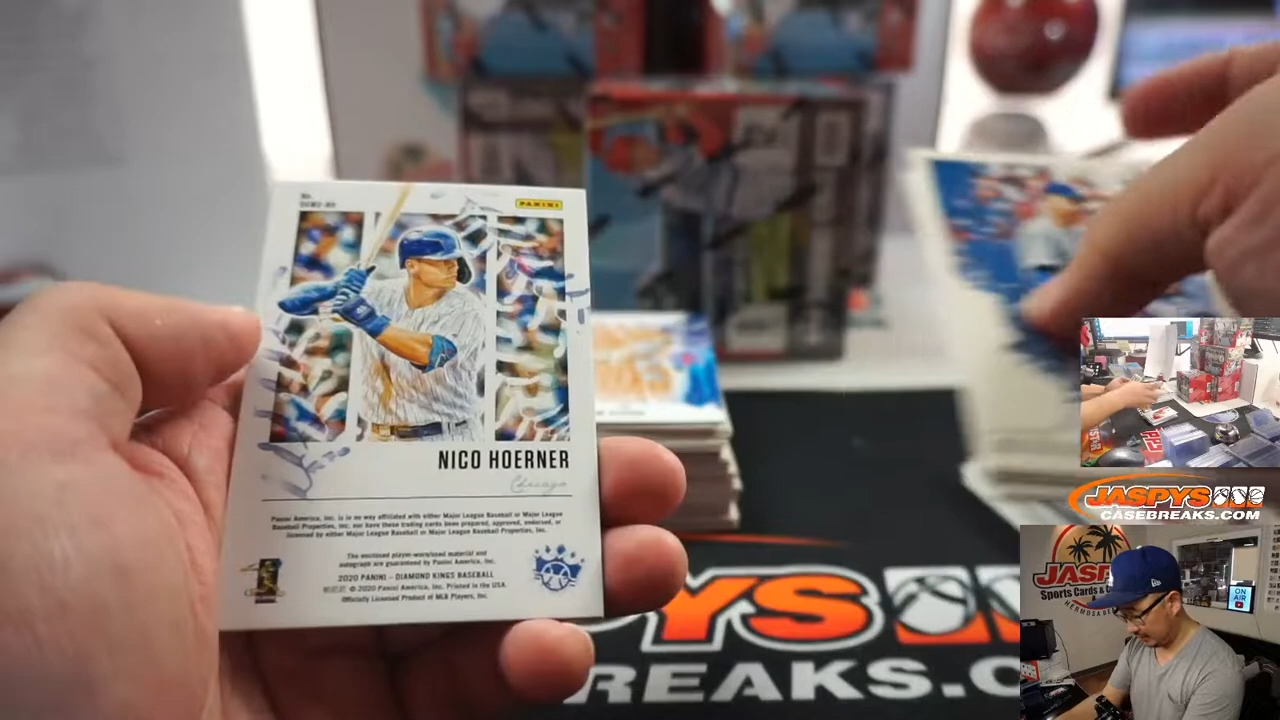 No.
PANINI
NICO HOERNER
Chicago
Panini America, Inc. is in no way affiliated with either Major League Baseball or Major League
Baseball Properties, Inc. nor have these trading cards been prepared, approved, endorsed, or
licensed by either Major League Baseball or Major League Baseball Properties, Inc.
The enclosed player-worn/used material and
autograph are guaranteed by Panini America, Inc.
2020 PANINI – DIAMOND KINGS BASEBALL
© 2020 Panini America, Inc. Printed in the USA.
Officially Licensed Product of MLB Players, Inc.
YS
REAKS.C
JASPYS
CASEBREAKS.COM
JASP
Sports Cards & C
HERMOSA BE
ON
AIR